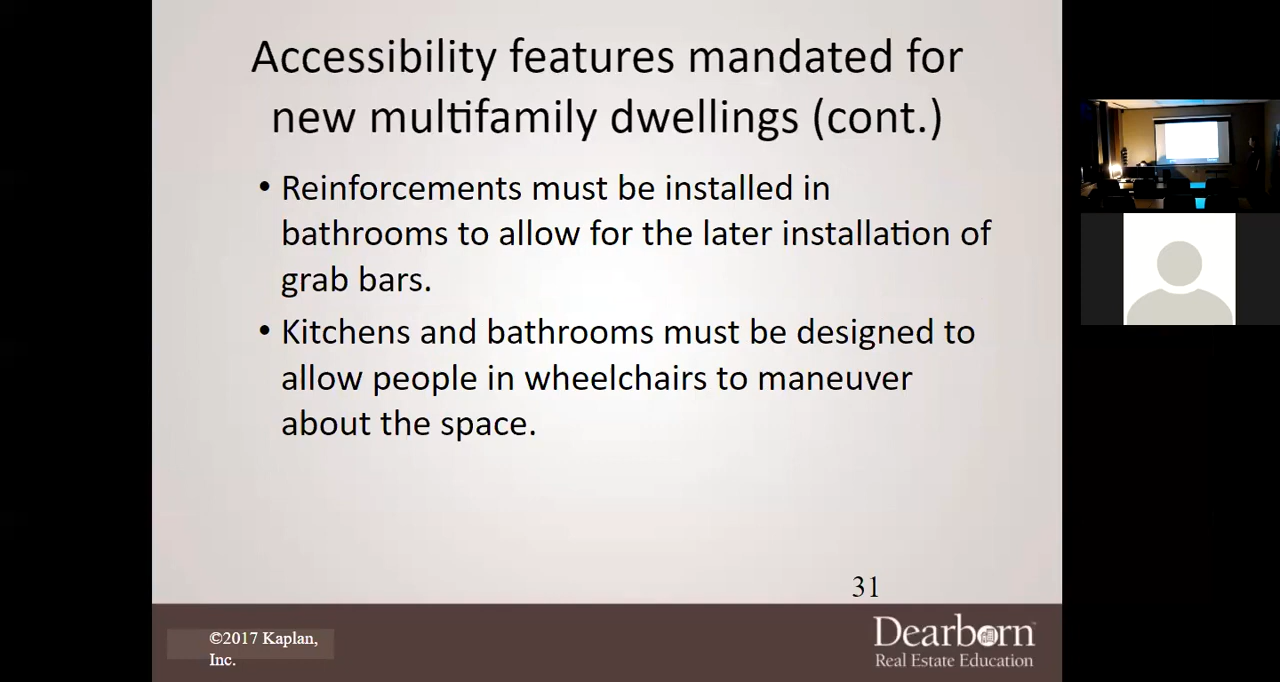 Accessibility features mandated for
new multifamily dwellings (cont.)
• Reinforcements must be installed in
bathrooms to allow for the later installation of
grab bars.
• Kitchens and bathrooms must be designed to
allow people in wheelchairs to maneuver
about the space.
31
©2017 Kaplan,
Inc.
Dearborn™
Real Estate Education